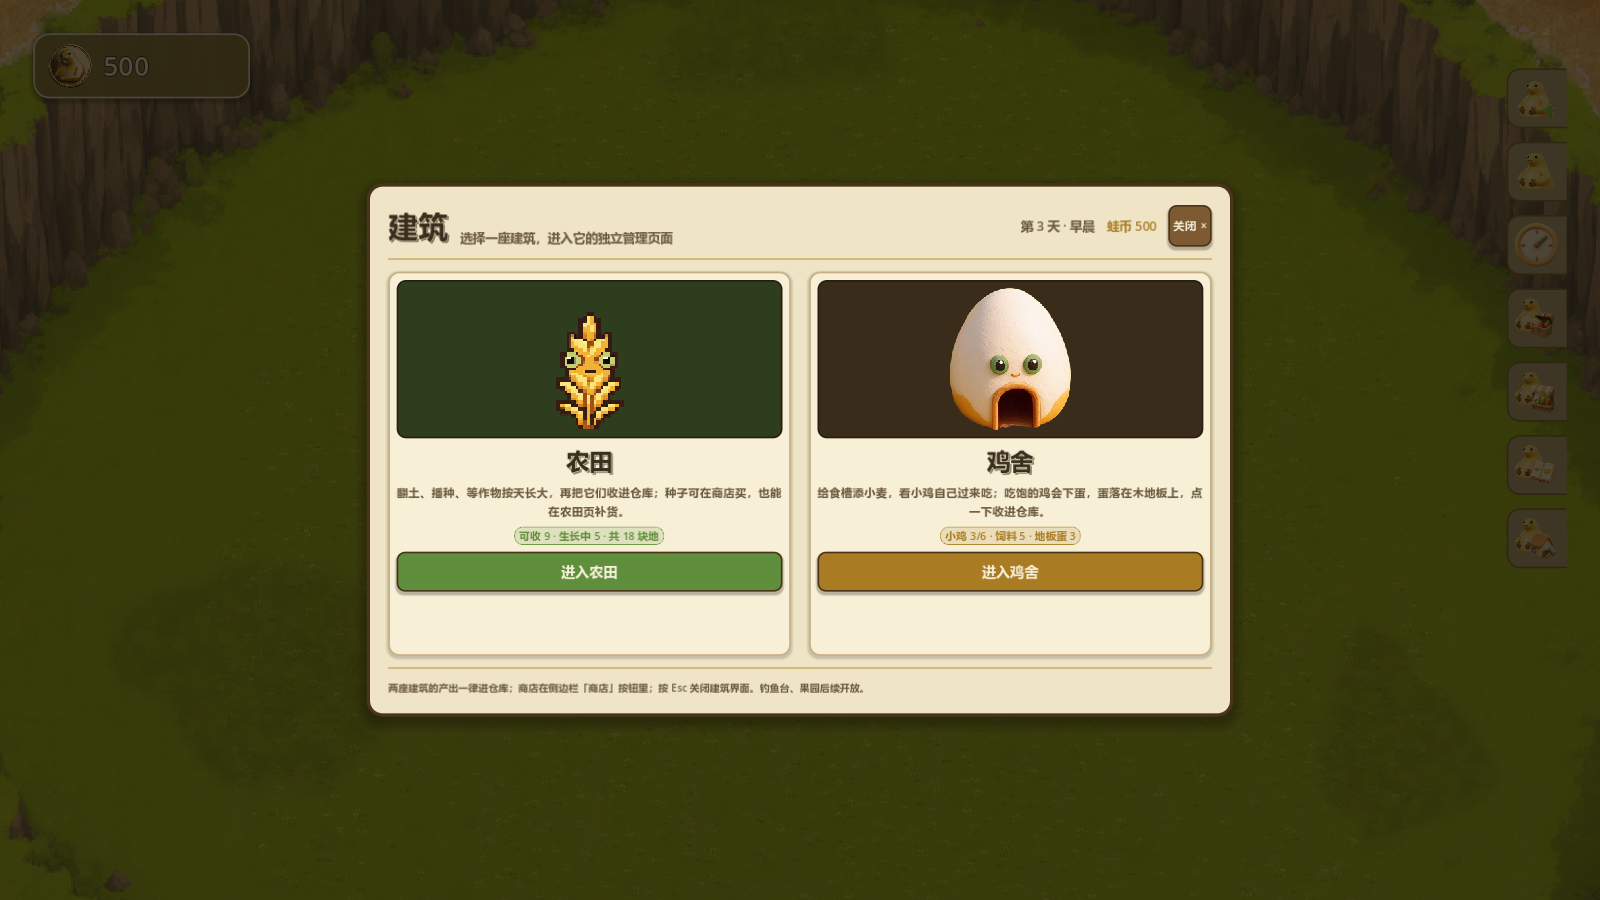 500
建筑
选择一座建筑，进入它的独立管理页面
第 3 天 · 早晨
蛙币 500
关闭 ×
农田
翻土、播种、等作物按天长大，再把它们收进仓库；种子可在商店买，也能
在农田页补货。
可收 9 · 生长中 5 · 共 18 块地
进入农田
鸡舍
给食槽添小麦，看小鸡自己过来吃；吃饱的鸡会下蛋，蛋落在木地板上，点
一下收进仓库。
小鸡 3/6 · 饲料 5 · 地板蛋 3
进入鸡舍
两座建筑的产出一律进仓库；商店在侧边栏「商店」按钮里；按 Esc 关闭建筑界面。钓鱼台、果园后续开放。